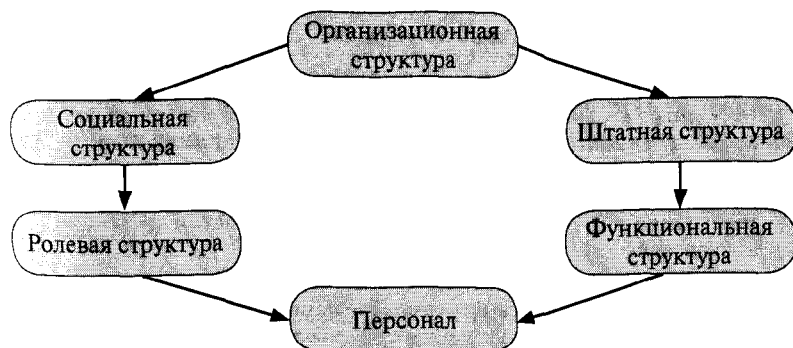 Организационная
структура
Социальная
структура
Штатная структура
Ролевая структура
Функциональная
структура
Персонал